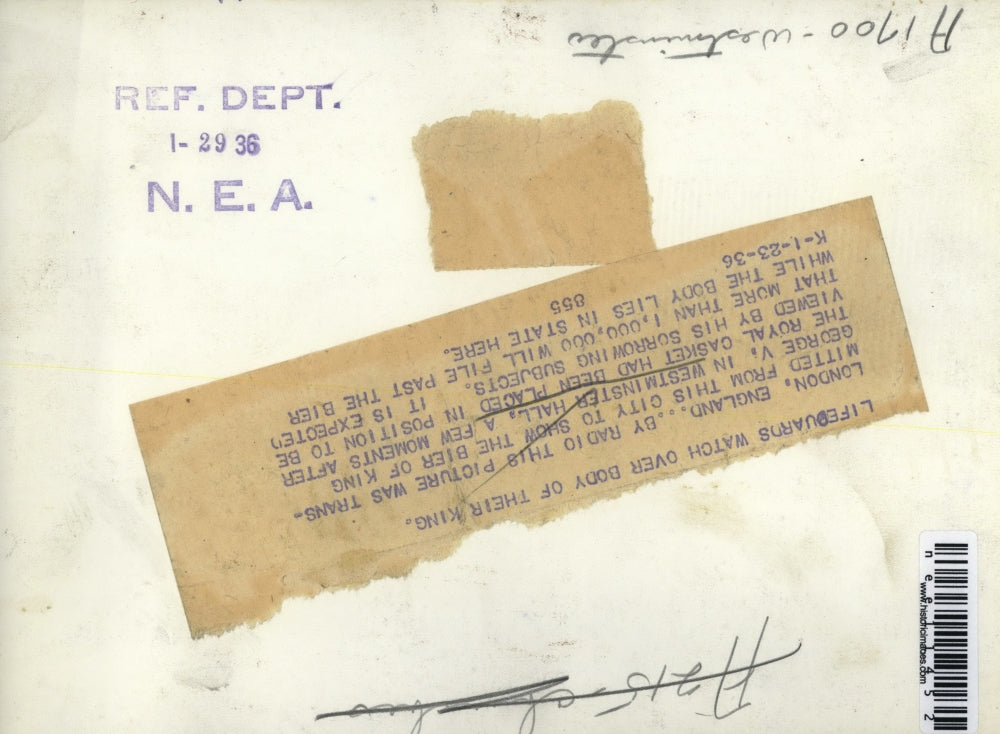 A1700 - Westminster
REF. DEPT.
1- 29 36
N. E. A.
LIFEGUARDS WATCH OVER BODY OF THEIR KING.
LONDON, ENGLAND....BY RADIO THIS PICTURE WAS TRANS-
MITTED FROM THIS CITY TO SHOW THE BIER OF KING
GEORGE V, IN WESTMINSTER HALL, A FEW MOMENTS AFTER
THE ROYAL CASKET HAD BEEN PLACED IN POSITION TO BE
VIEWED BY HIS SORROWING SUBJECTS. IT IS EXPECTED
THAT MORE THAN 1,000,000 WILL FILE PAST THE BIER
WHILE THE BODY LIES IN STATE HERE.
K-1-23-36 855
www.historicimages.com